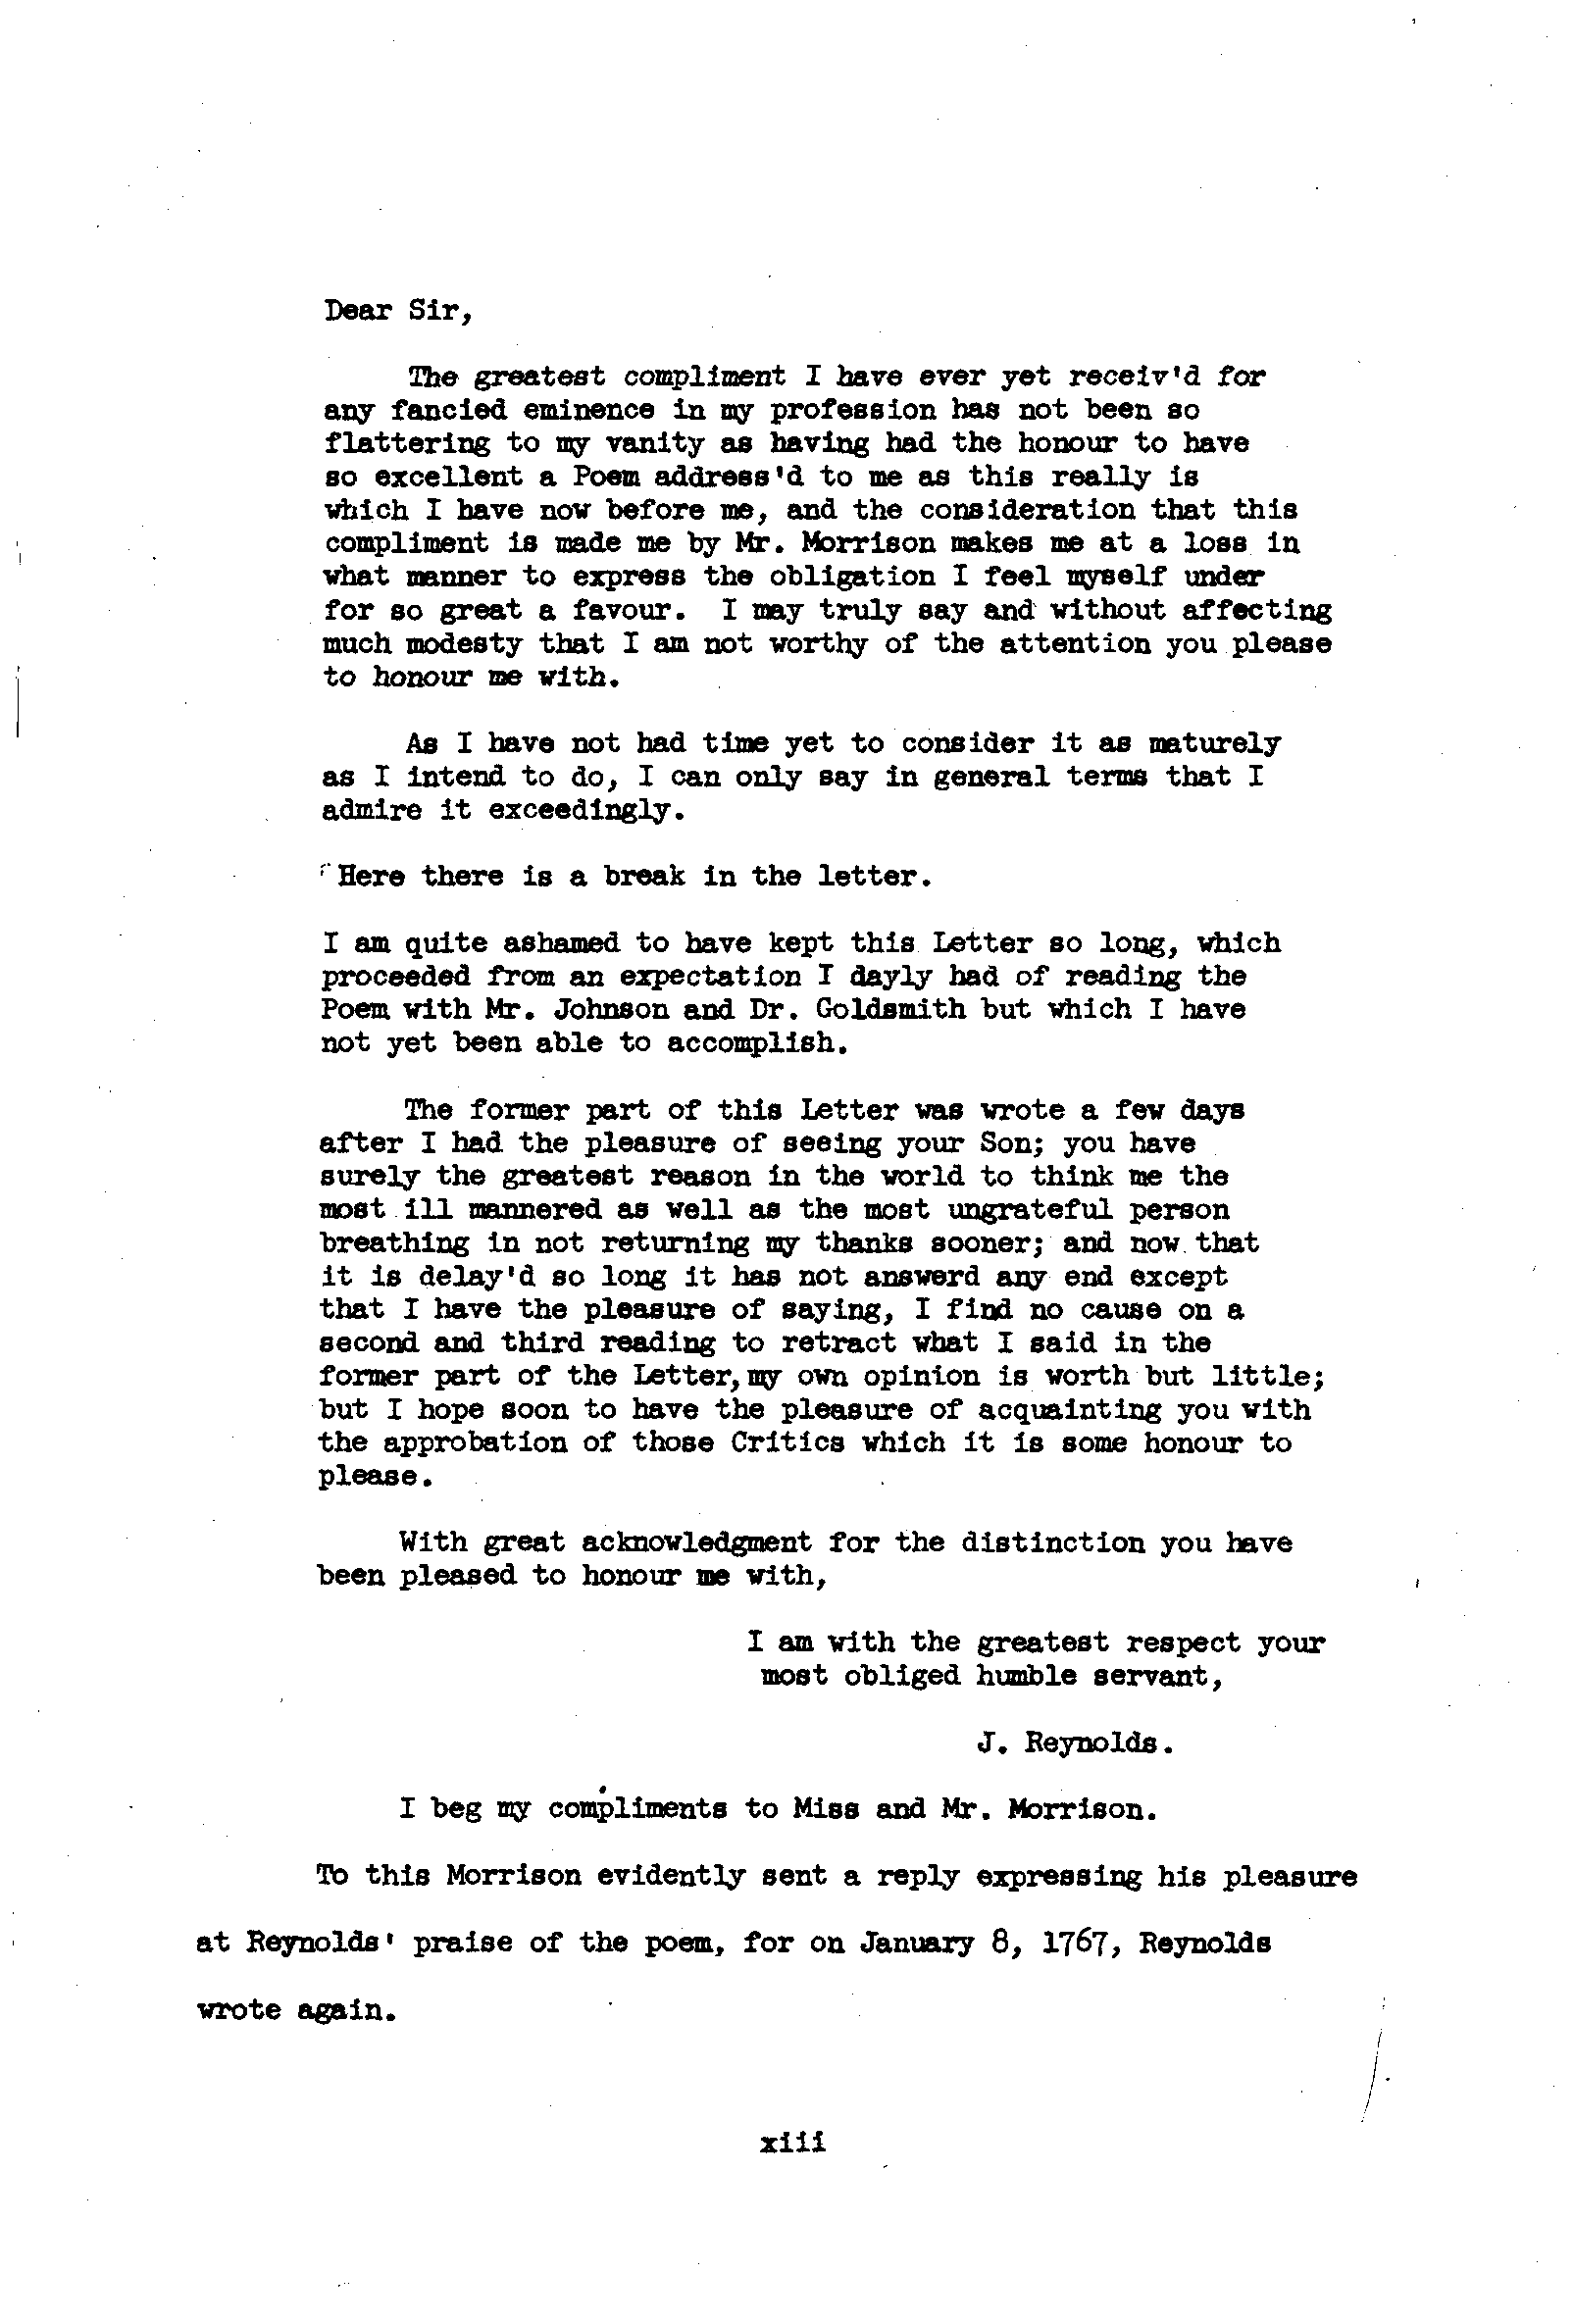 Dear Sir,
The greatest compliment I have ever yet receiv'd for
any fancied eminence in my profession has not been so
flattering to my vanity as having had the honour to have
so excellent a Poem address'd to me as this really is
which I have now before me, and the consideration that this
compliment is made me by Mr. Morrison makes me at a loss in
what manner to express the obligation I feel myself under
for so great a favour. I may truly say and without affecting
much modesty that I am not worthy of the attention you please
to honour me with.
As I have not had time yet to consider it as maturely
as I intend to do, I can only say in general terms that I
admire it exceedingly.
Here there is a break in the letter.
I am quite ashamed to have kept this Letter so long, which
proceeded from an expectation I dayly had of reading the
Poem with Mr. Johnson and Dr. Goldsmith but which I have
not yet been able to accomplish.
The former part of this Letter was wrote a few days
after I had the pleasure of seeing your Son; you have
surely the greatest reason in the world to think me the
most ill mannered as well as the most ungrateful person
breathing in not returning my thanks sooner; and now that
it is delay'd so long it has not answerd any end except
that I have the pleasure of saying, I find no cause on a
second and third reading to retract what I said in the
former part of the Letter, my own opinion is worth but little;
but I hope soon to have the pleasure of acquainting you with
the approbation of those Critics which it is some honour to
please.
With great acknowledgment for the distinction you have
been pleased to honour me with,
I am with the greatest respect your
most obliged humble servant,
J. Reynolds.
I beg my compliments to Miss and Mr. Morrison.
To this Morrison evidently sent a reply expressing his pleasure
at Reynolds' praise of the poem, for on January 8, 1767, Reynolds
wrote again.
xiii